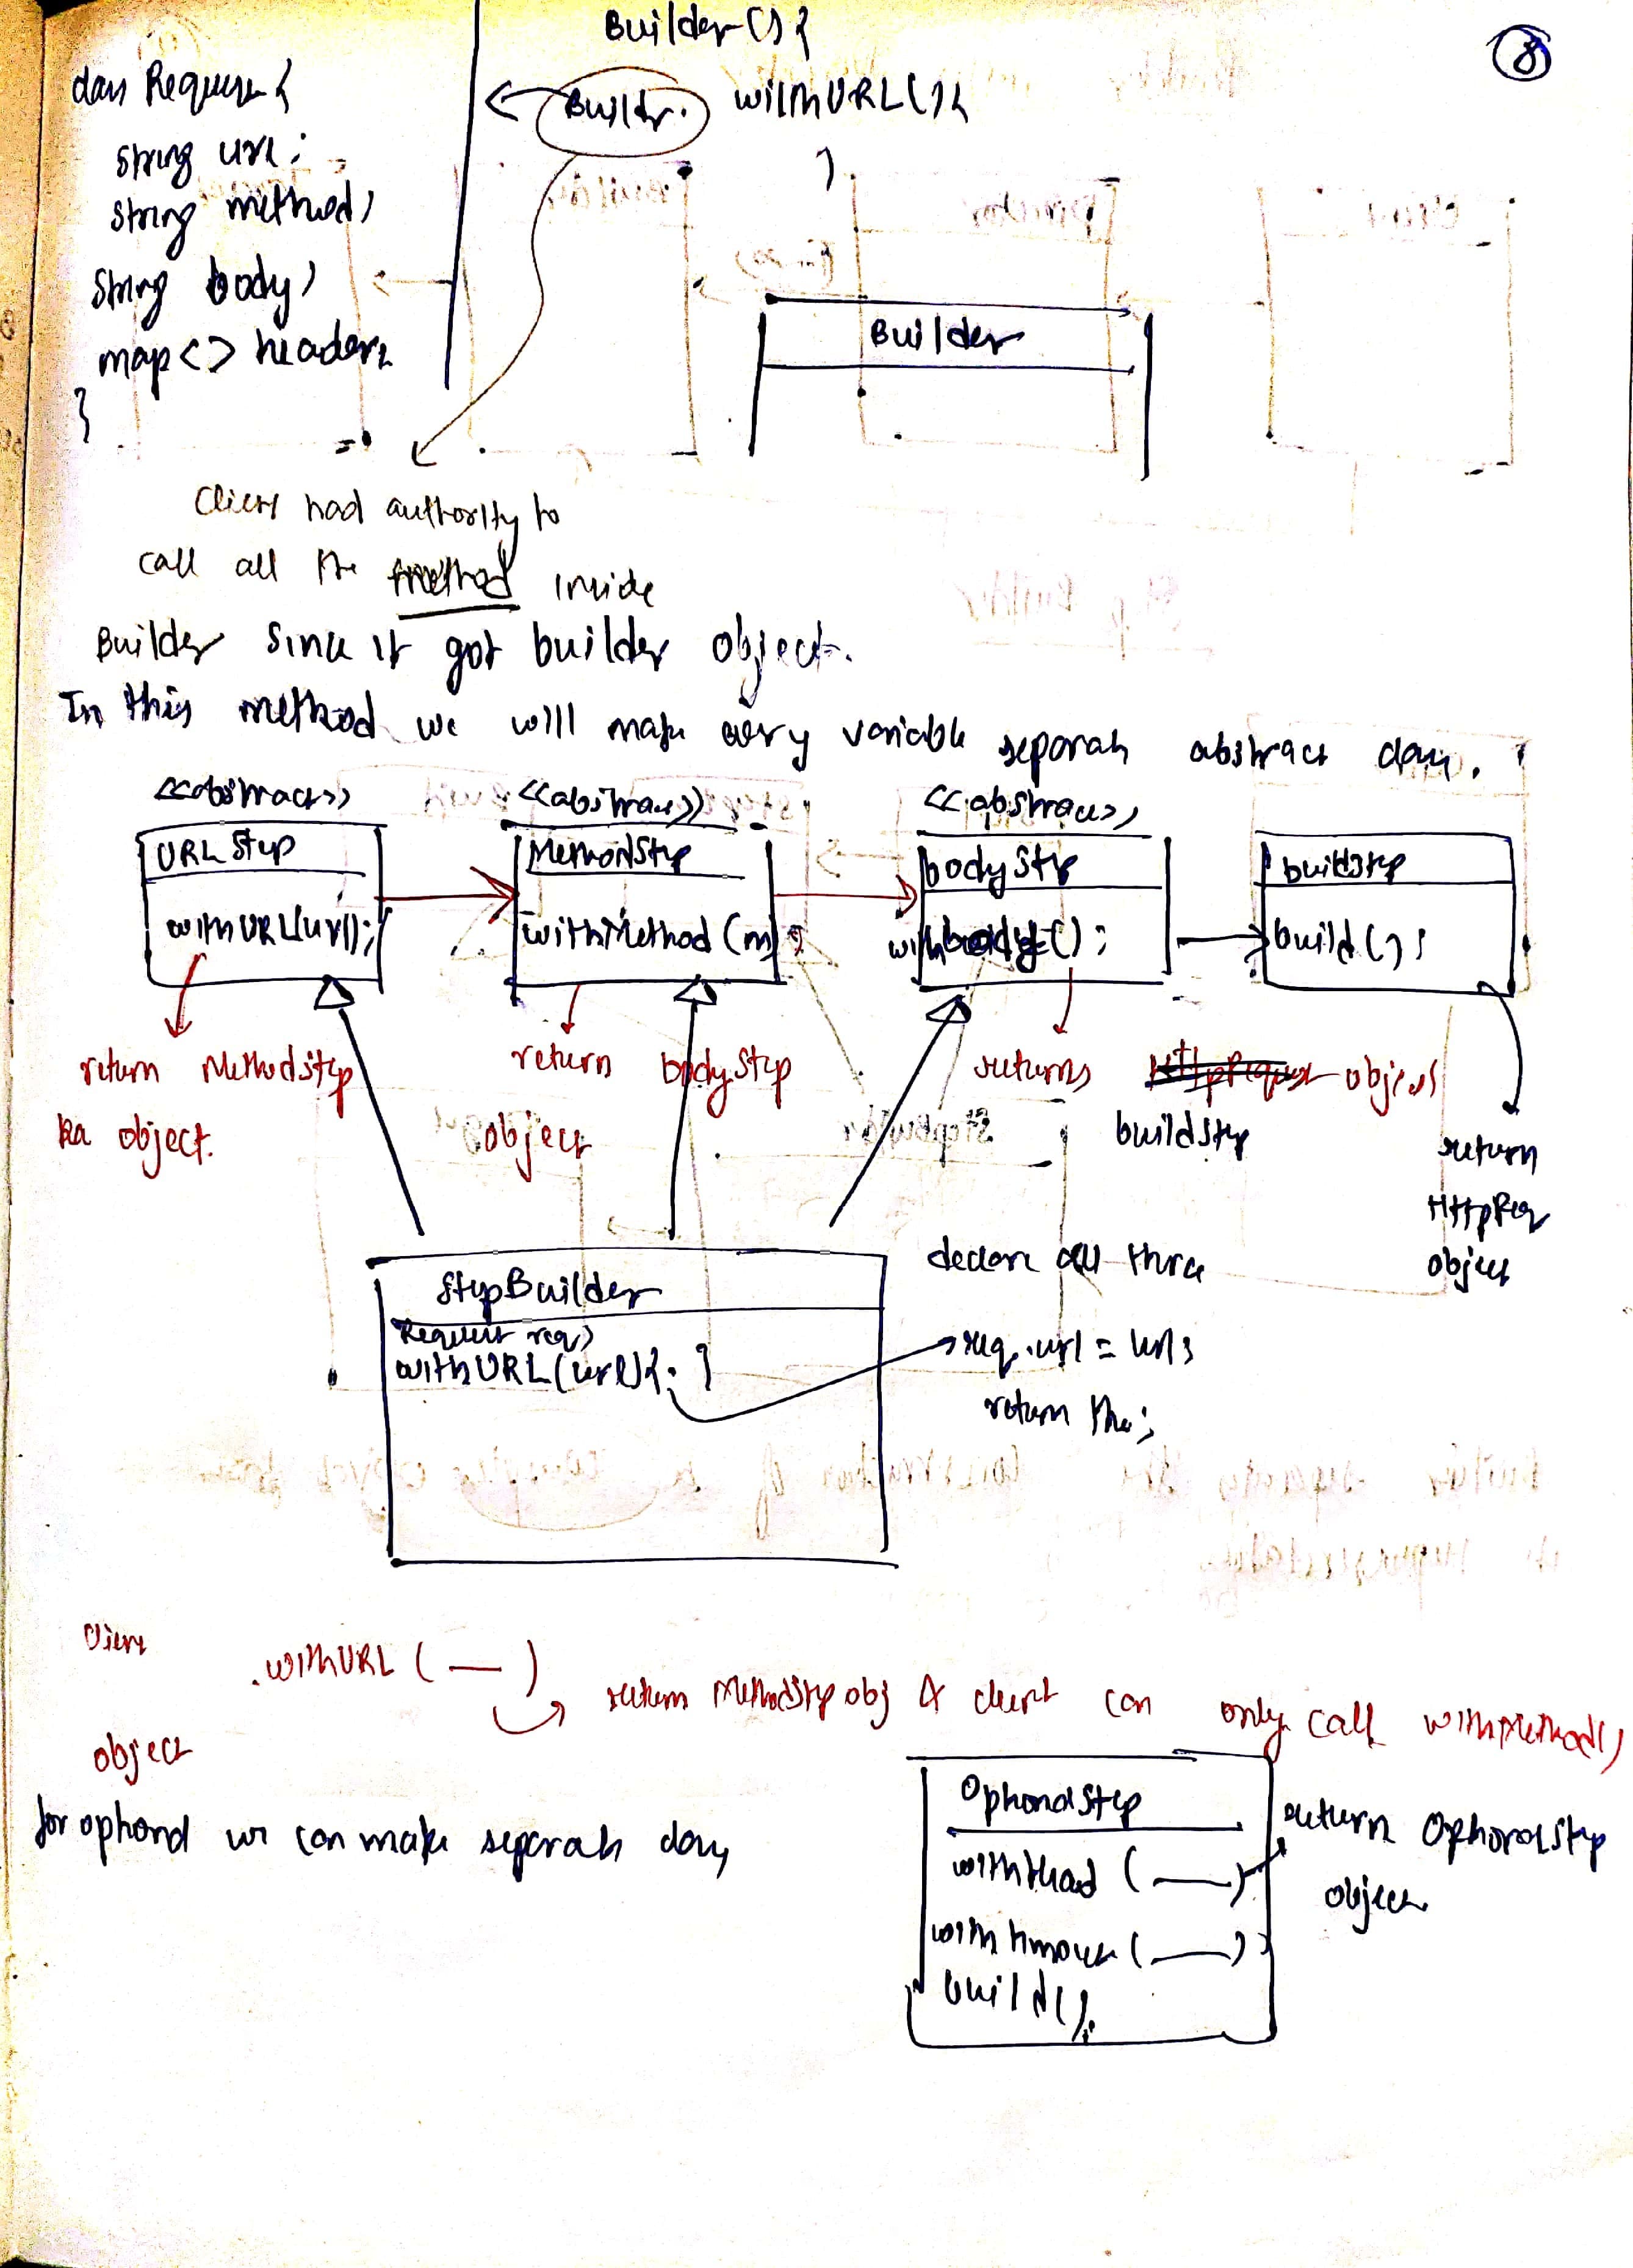 8
Builder() {
class Request {
Builder. withURL() {
string url;
}
string method;
string body;
map<> headers
}
Builder
Client had authority to
call all the method inside
Builder since it got builder object.
In this method we will make every variable separate abstract class.
<<abstract>> <<abstract>> <<abstract>>
URL Step MethodStep bodyStep buildStep
withURL(url); withMethod(m); withbody(); build();
return MethodStep
ka object.
return bodyStep
object
returns HttpRequest object
buildStep
return
HttpReq
object
declare all three
StepBuilder
Request req;
withURL(url){ }
req.url = url;
return this;
Client
.withURL( — )
return MethodStep obj & client can only call withMethod()
object
for optional we can make separate class
OptionalStep
withHead ( — )
return OptionalStep
object
with timeout ( — )
build();